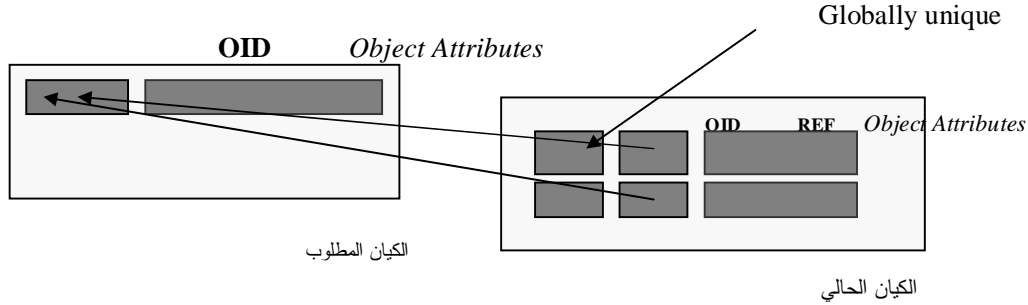 Globally unique
OID Object Attributes
OID REF Object Attributes
الكيان المطلوب
الكيان الحالي